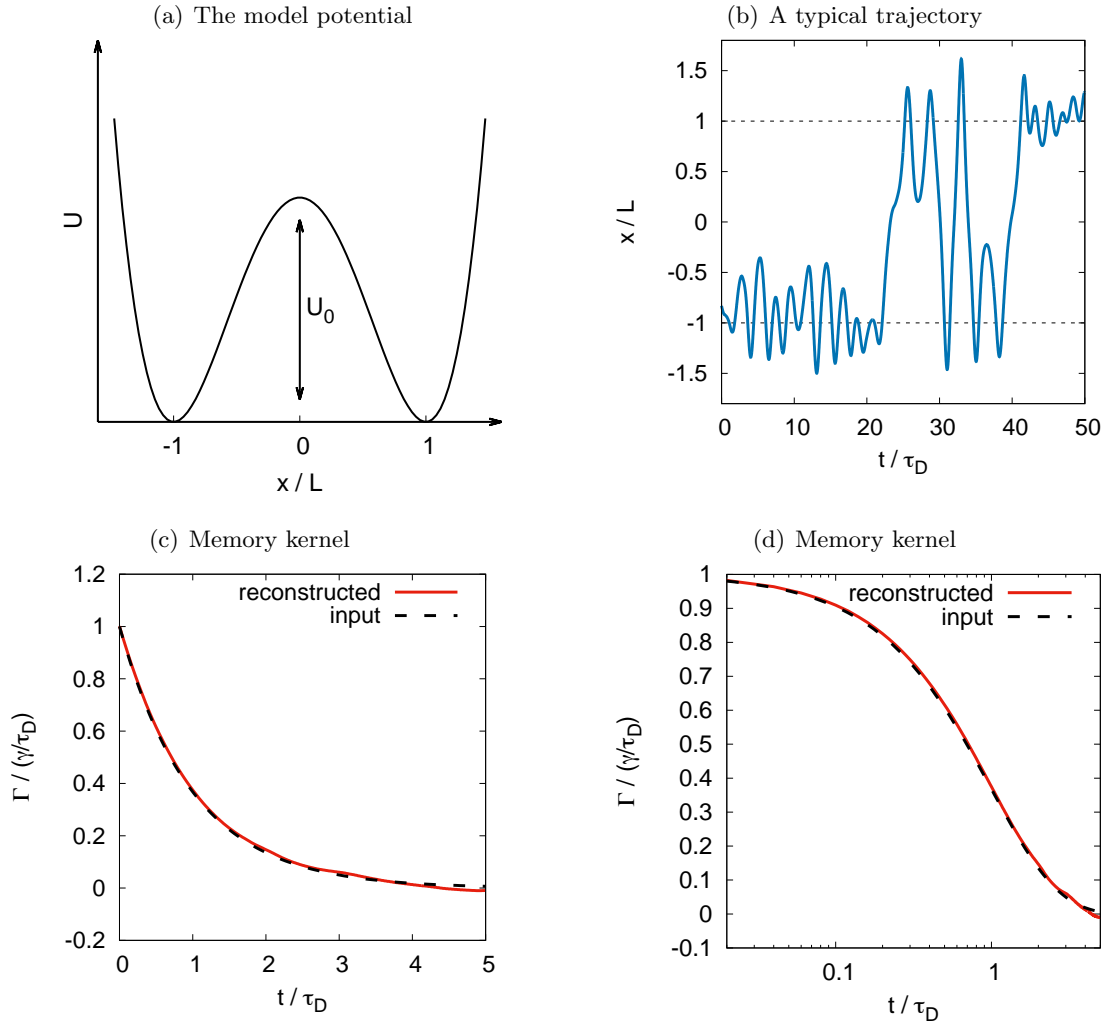 (a) The model potential
U
U0
-1 0 1
x / L
(b) A typical trajectory
x / L
1.5
1
0.5
0
-0.5
-1
-1.5
0 10 20 30 40 50
t / τD
(c) Memory kernel
Γ / (γ/τD)
1.2
1
0.8
0.6
0.4
0.2
0
-0.2
reconstructed
input
0 1 2 3 4 5
t / τD
(d) Memory kernel
Γ / (γ/τD)
1
0.9
0.8
0.7
0.6
0.5
0.4
0.3
0.2
0.1
0
-0.1
reconstructed
input
0.1 1
t / τD